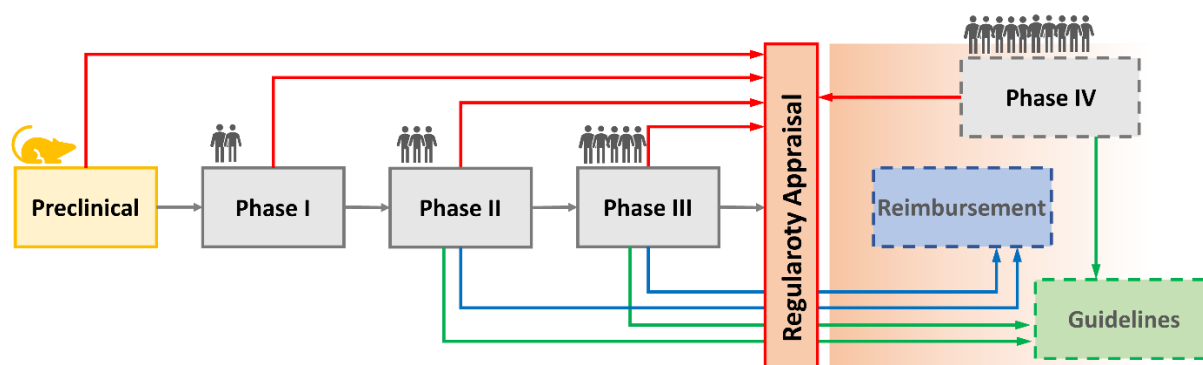 Phase IV
Preclinical
Phase I
Phase II
Phase III
Regularoty Appraisal
Reimbursement
Guidelines